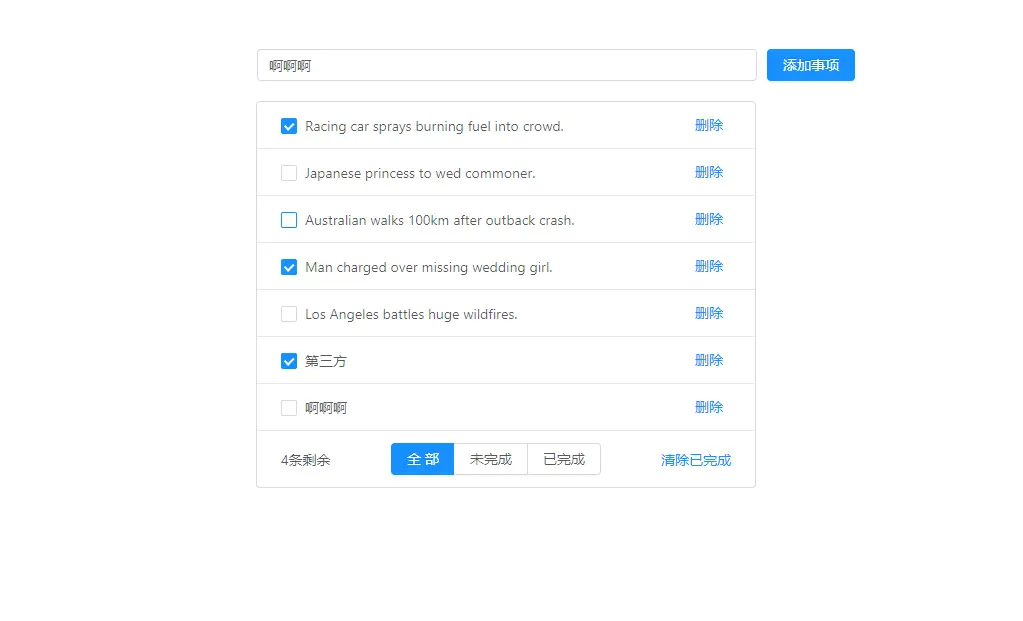 啊啊啊 添加事项
Racing car sprays burning fuel into crowd. 删除
Japanese princess to wed commoner. 删除
Australian walks 100km after outback crash. 删除
Man charged over missing wedding girl. 删除
Los Angeles battles huge wildfires. 删除
第三方 删除
啊啊啊 删除
4条剩余 全 部 未完成 已完成 清除已完成